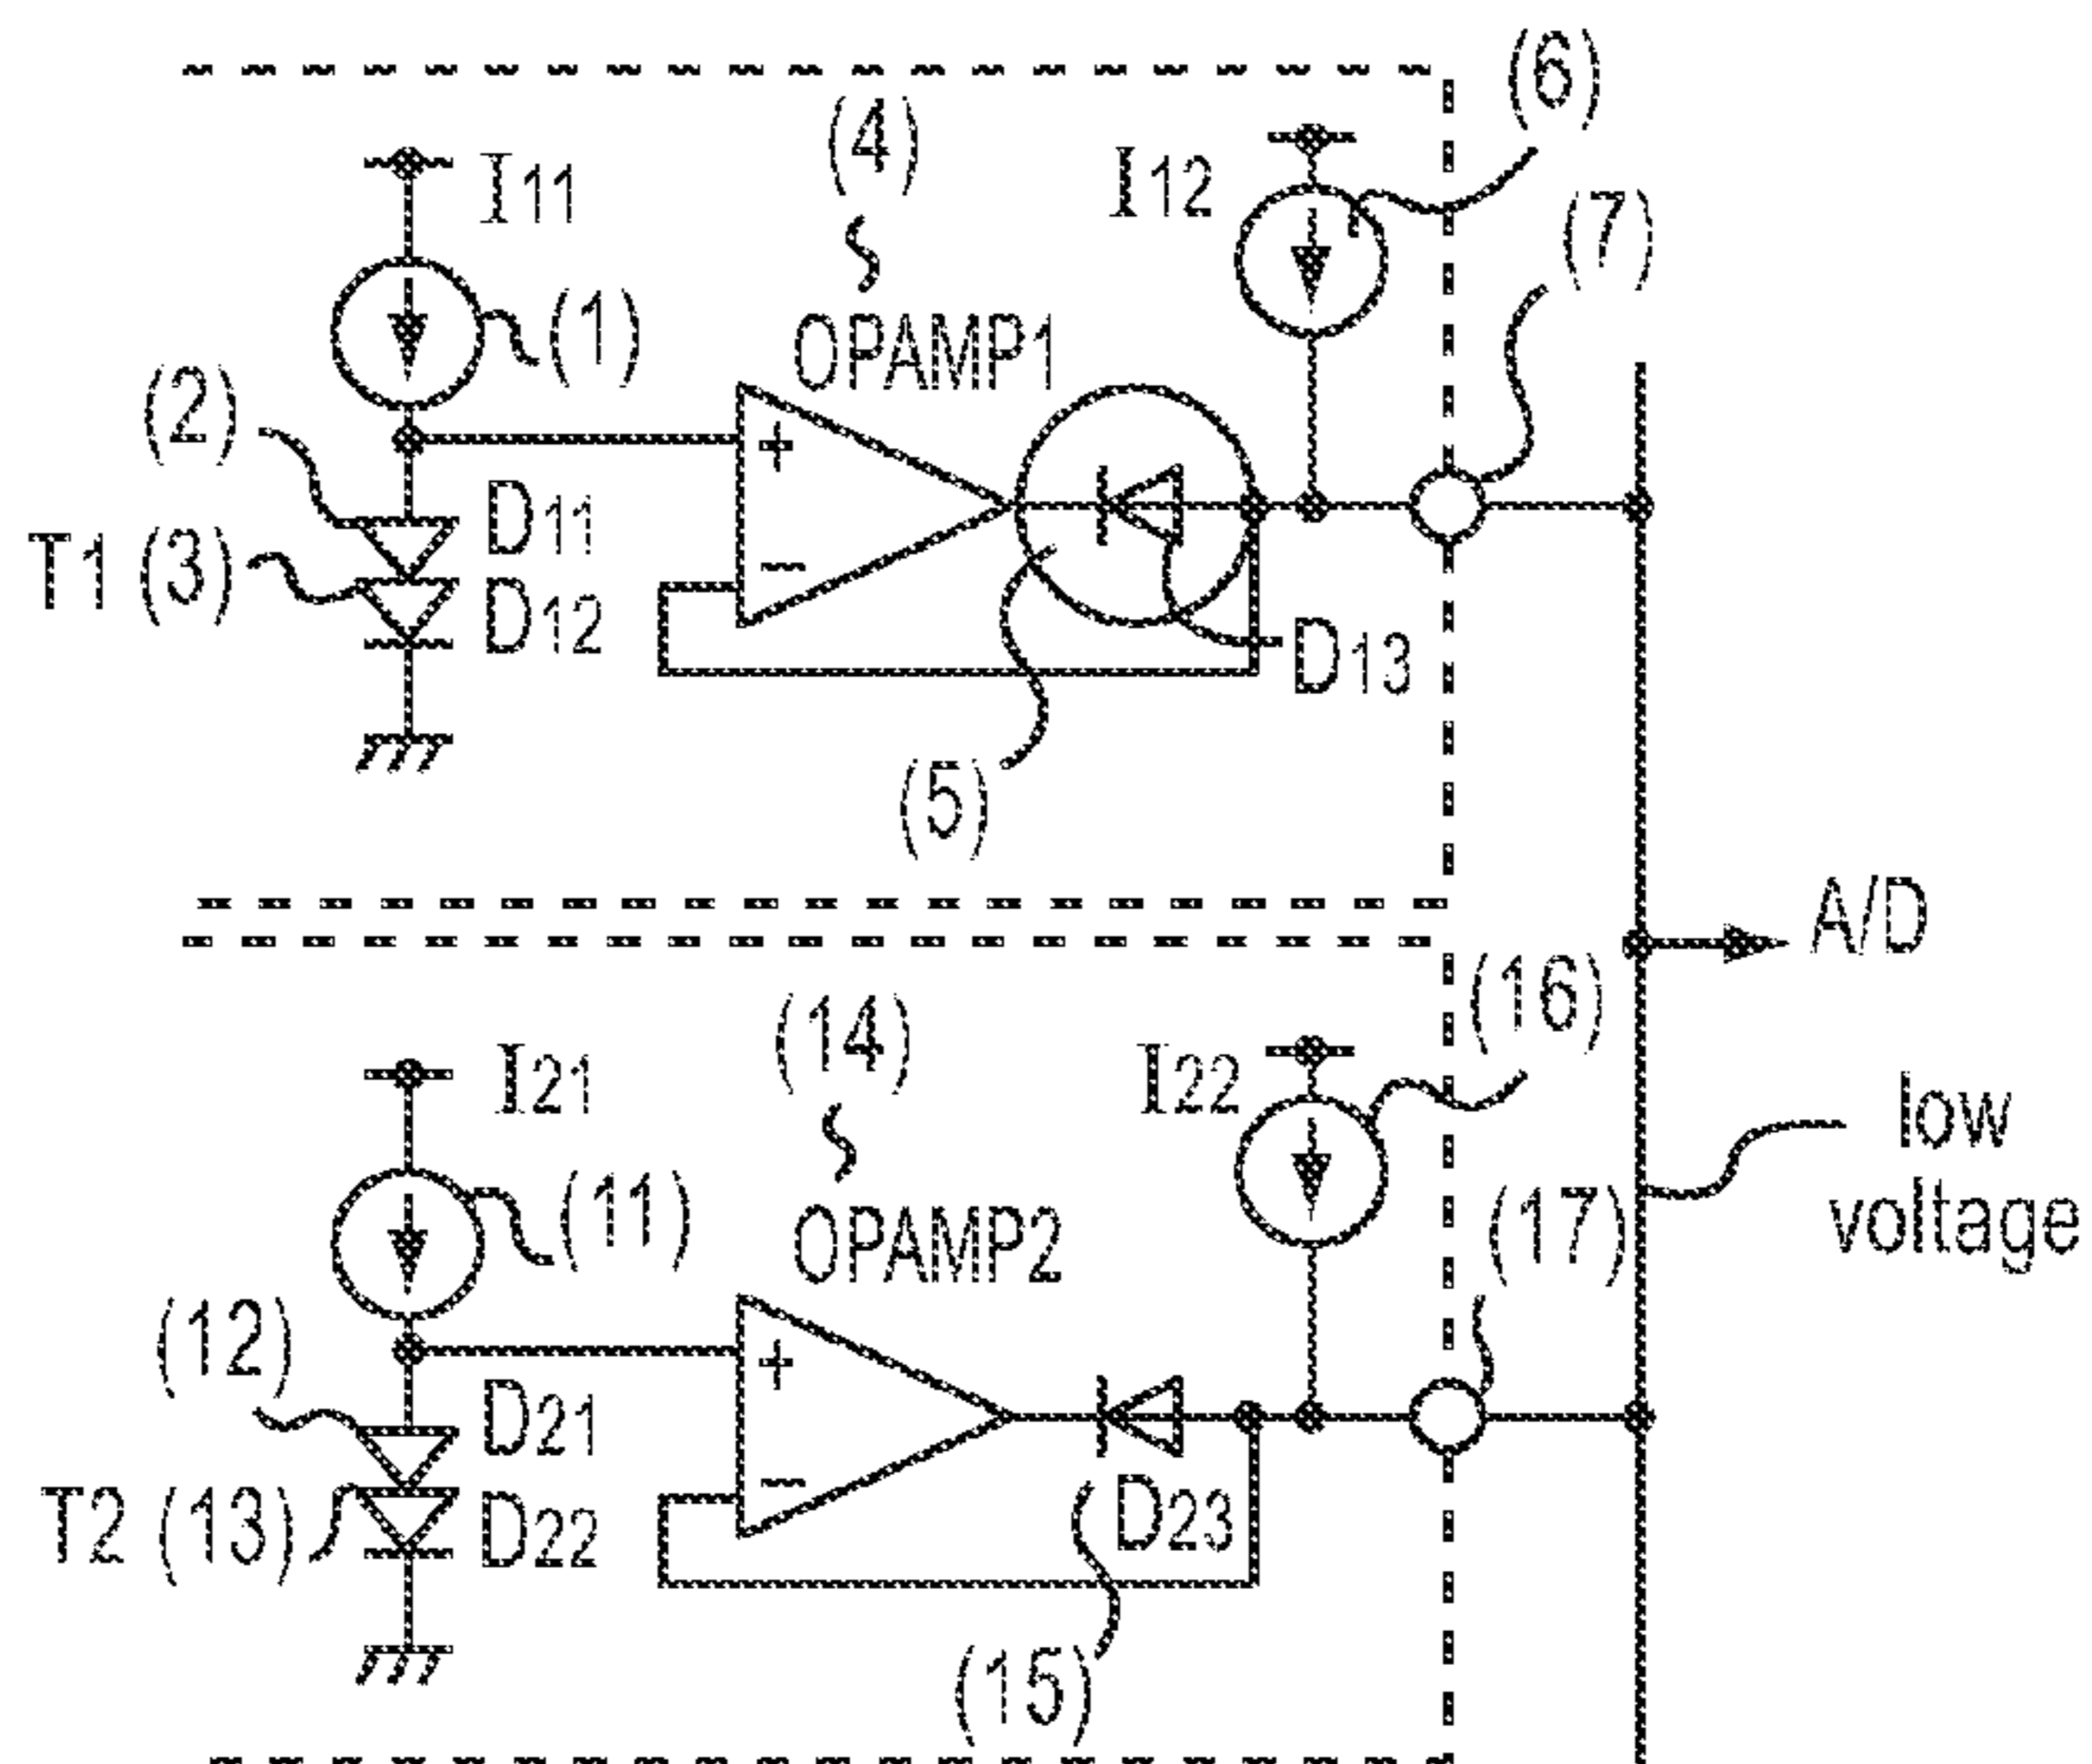 (6)
(4)
I11
I12
(7)
(1)
OPAMP1
(2)
+
D11
T1 (3)
−
D12
D13
(5)
A/D
(16)
(14)
I21
I22
low
voltage
(11)
OPAMP2
(17)
(12)
+
D21
−
D23
T2 (13)
D22
(15)